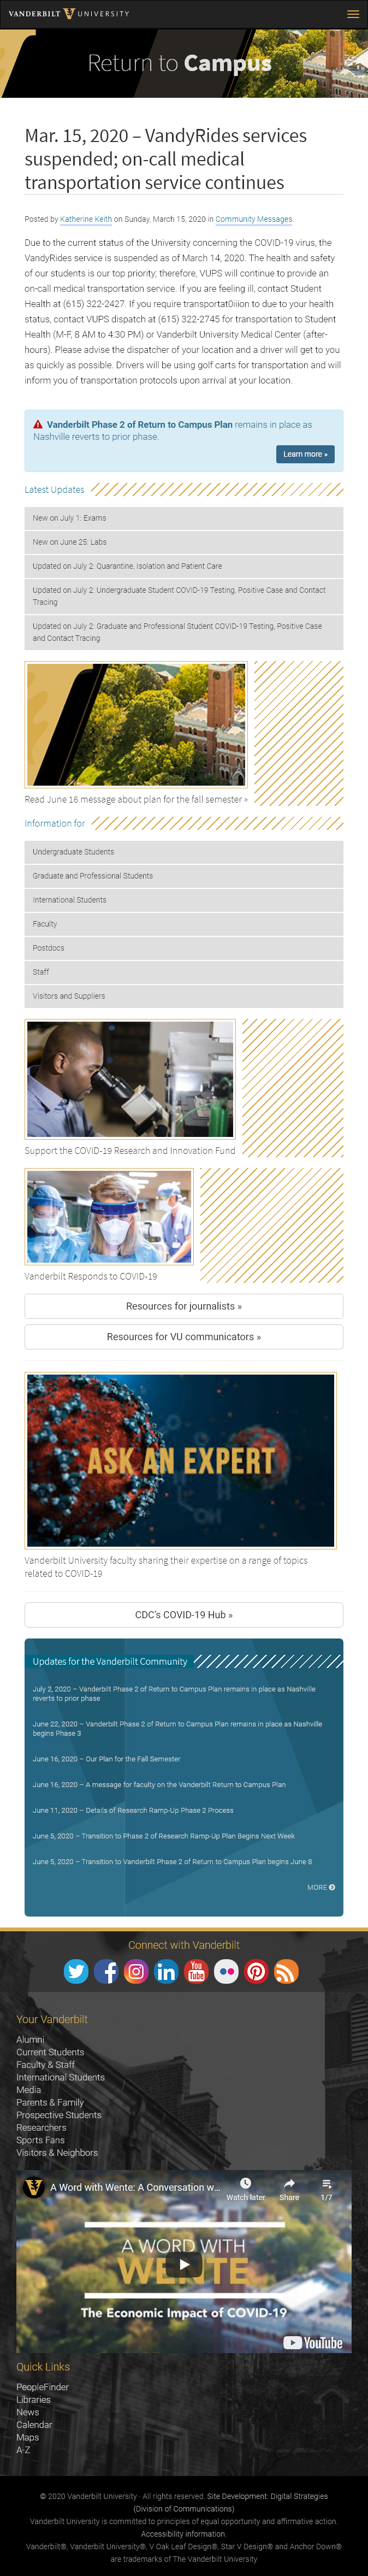 VANDERBILT UNIVERSITY
Return to Campus
Mar. 15, 2020 – VandyRides services
suspended; on-call medical
transportation service continues
Posted by Katherine Keith on Sunday, March 15, 2020 in Community Messages.
Due to the current status of the University concerning the COVID-19 virus, the
VandyRides service is suspended as of March 14, 2020. The health and safety
of our students is our top priority; therefore, VUPS will continue to provide an
on-call medical transportation service. If you are feeling ill, contact Student
Health at (615) 322-2427. If you require transportat0iion to due to your health
status, contact VUPS dispatch at (615) 322-2745 for transportation to Student
Health (M-F, 8 AM to 4:30 PM) or Vanderbilt University Medical Center (after-
hours). Please advise the dispatcher of your location and a driver will get to you
as quickly as possible. Drivers will be using golf carts for transportation and will
inform you of transportation protocols upon arrival at your location.
Vanderbilt Phase 2 of Return to Campus Plan remains in place as
Nashville reverts to prior phase.
Learn more »
Latest Updates
New on July 1: Exams
New on June 25: Labs
Updated on July 2: Quarantine, Isolation and Patient Care
Updated on July 2: Undergraduate Student COVID-19 Testing, Positive Case and Contact
Tracing
Updated on July 2: Graduate and Professional Student COVID-19 Testing, Positive Case
and Contact Tracing
Read June 16 message about plan for the fall semester »
Information for
Undergraduate Students
Graduate and Professional Students
International Students
Faculty
Postdocs
Staff
Visitors and Suppliers
Support the COVID-19 Research and Innovation Fund
Vanderbilt Responds to COVID-19
Resources for journalists »
Resources for VU communicators »
ASK AN EXPERT
Vanderbilt University faculty sharing their expertise on a range of topics
related to COVID-19
CDC's COVID-19 Hub »
Updates for the Vanderbilt Community
July 2, 2020 – Vanderbilt Phase 2 of Return to Campus Plan remains in place as Nashville
reverts to prior phase
June 22, 2020 – Vanderbilt Phase 2 of Return to Campus Plan remains in place as Nashville
begins Phase 3
June 16, 2020 – Our Plan for the Fall Semester
June 16, 2020 – A message for faculty on the Vanderbilt Return to Campus Plan
June 11, 2020 – Details of Research Ramp-Up Phase 2 Process
June 5, 2020 – Transition to Phase 2 of Research Ramp-Up Plan Begins Next Week
June 5, 2020 – Transition to Vanderbilt Phase 2 of Return to Campus Plan begins June 8
MORE
Connect with Vanderbilt
You
Tube
Your Vanderbilt
Alumni
Current Students
Faculty & Staff
International Students
Media
Parents & Family
Prospective Students
Researchers
Sports Fans
Visitors & Neighbors
A Word with Wente: A Conversation w...
Watch later
Share
1/7
A WORD WITH
WENTE
The Economic Impact of COVID-19
YouTube
Quick Links
PeopleFinder
Libraries
News
Calendar
Maps
A-Z
© 2020 Vanderbilt University · All rights reserved. Site Development: Digital Strategies
(Division of Communications)
Vanderbilt University is committed to principles of equal opportunity and affirmative action.
Accessibility information.
Vanderbilt®, Vanderbilt University®, V Oak Leaf Design®, Star V Design® and Anchor Down®
are trademarks of The Vanderbilt University